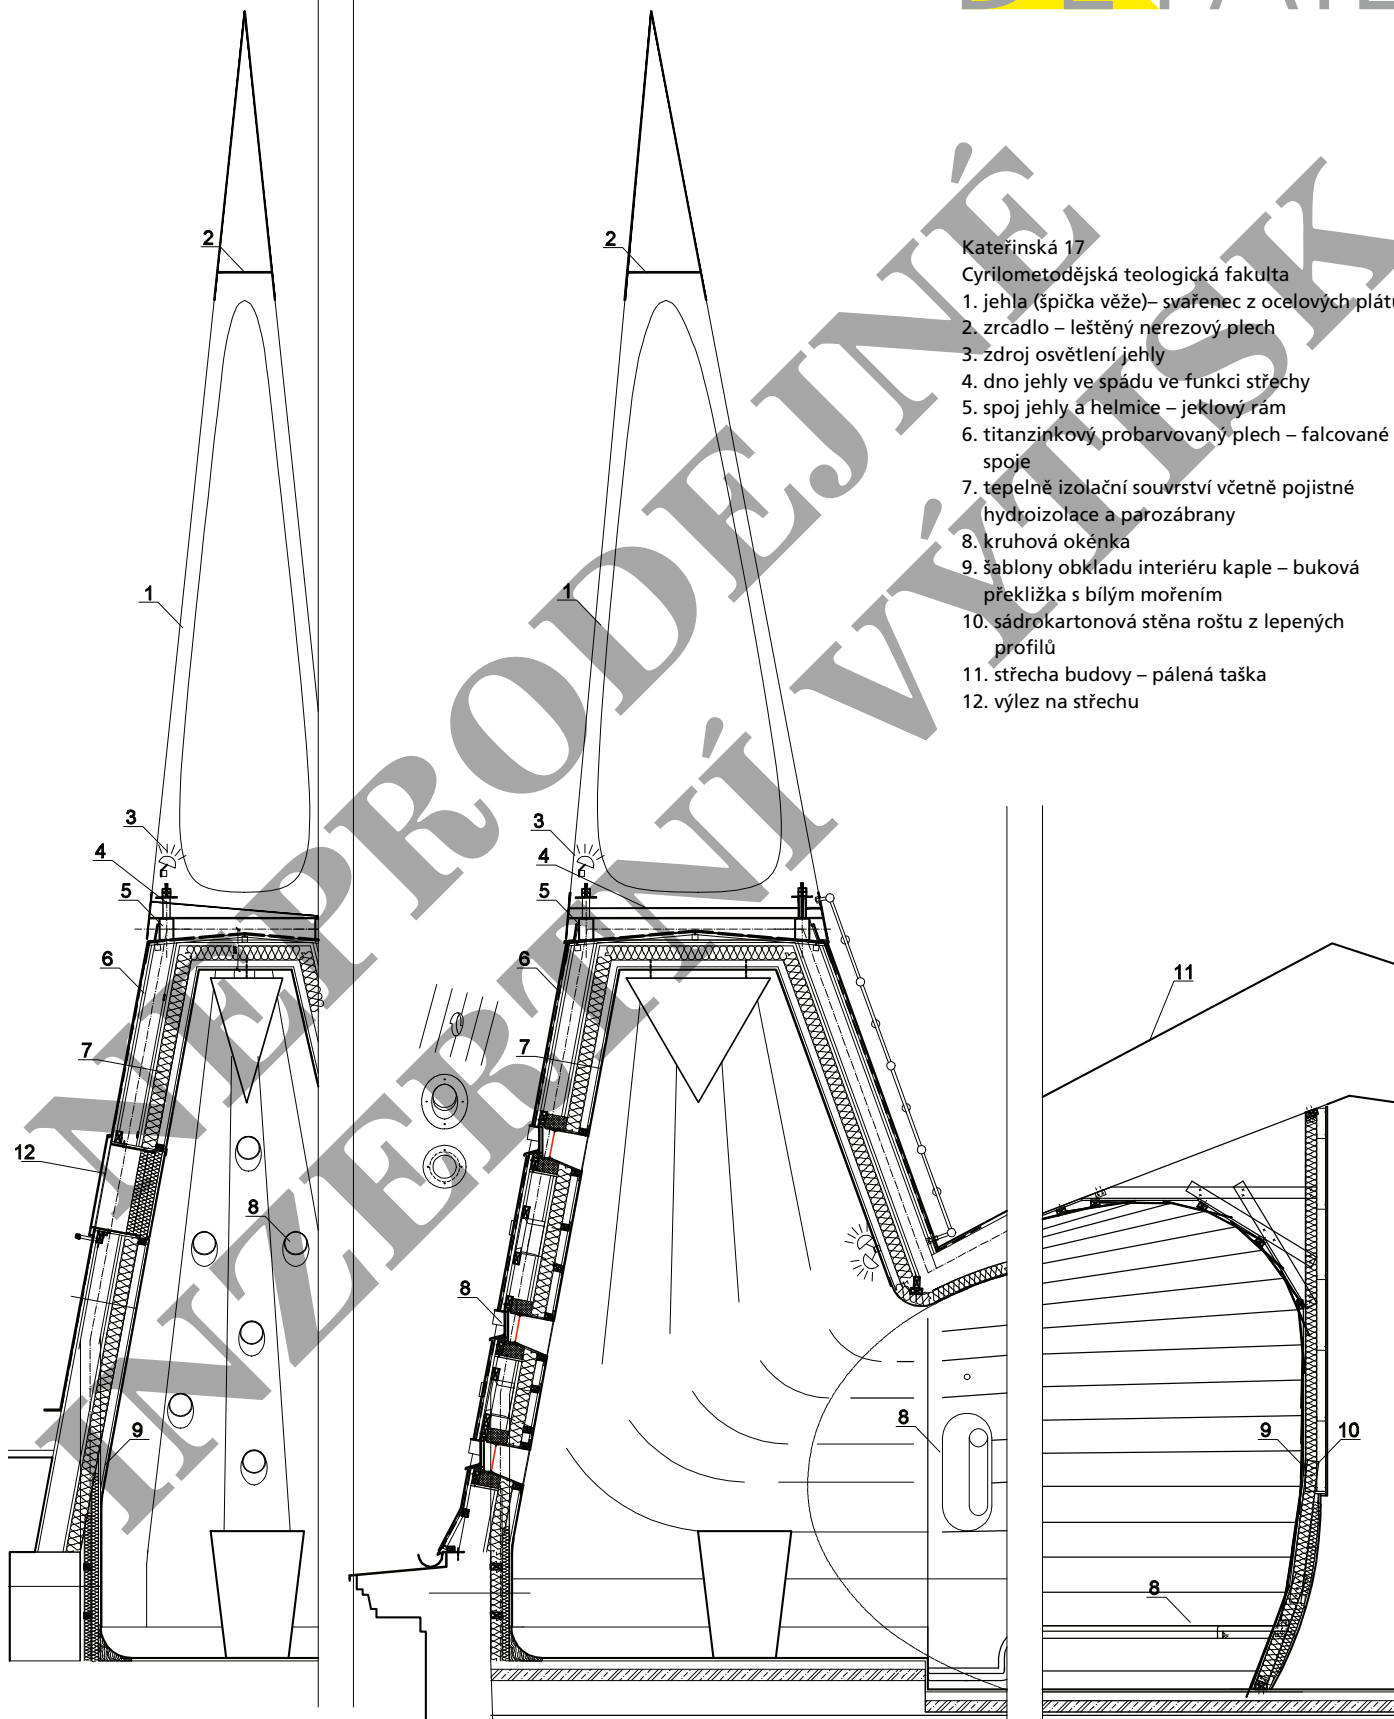 Kateřinská 17
Cyrilometodějská teologická fakulta
1. jehla (špička věže)– svařenec z ocelových
2. zrcadlo – leštěný nerezový plech
3. zdroj osvětlení jehly
4. dno jehly ve spádu ve funkci střechy
5. spoj jehly a helmice – jeklový rám
6. titanzinkový probarvovaný plech – falcované
spoje
7. tepelně izolační souvrství včetně pojistné
hydroizolace a parozábrany
8. kruhová okénka
9. šablony obkladu interiéru kaple – buková
překližka s bílým mořením
10. sádrokartonová stěna roštu z lepených
profilů
11. střecha budovy – pálená taška
12. výlez na střechu
NEPRODEJNÉ
INZERTNÍ VÝTISK
2
2
1
1
3
3
4
4
5
5
6
6
7
7
12
8
8
8
9
9
10
11
8